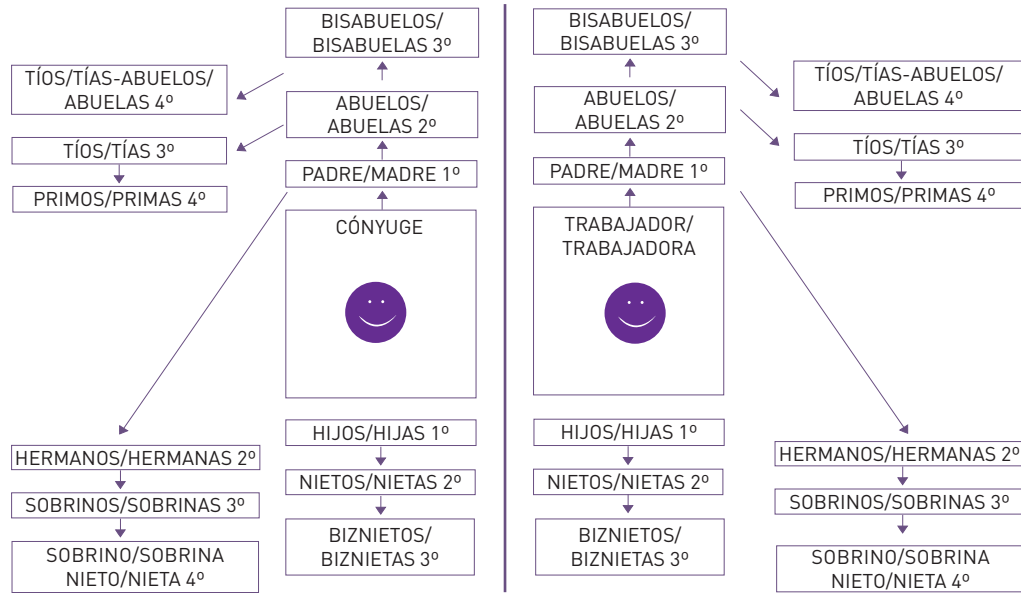 BISABUELOS/
BISABUELAS 3º
TÍOS/TÍAS-ABUELOS/
ABUELAS 4º
ABUELOS/
ABUELAS 2º
TÍOS/TÍAS 3º
PADRE/MADRE 1º
PRIMOS/PRIMAS 4º
CÓNYUGE
HIJOS/HIJAS 1º
HERMANOS/HERMANAS 2º
NIETOS/NIETAS 2º
SOBRINOS/SOBRINAS 3º
BIZNIETOS/
BIZNIETAS 3º
SOBRINO/SOBRINA
NIETO/NIETA 4º
BISABUELOS/
BISABUELAS 3º
TÍOS/TÍAS-ABUELOS/
ABUELAS 4º
ABUELOS/
ABUELAS 2º
TÍOS/TÍAS 3º
PADRE/MADRE 1º
PRIMOS/PRIMAS 4º
TRABAJADOR/
TRABAJADORA
HIJOS/HIJAS 1º
HERMANOS/HERMANAS 2º
NIETOS/NIETAS 2º
SOBRINOS/SOBRINAS 3º
BIZNIETOS/
BIZNIETAS 3º
SOBRINO/SOBRINA
NIETO/NIETA 4º